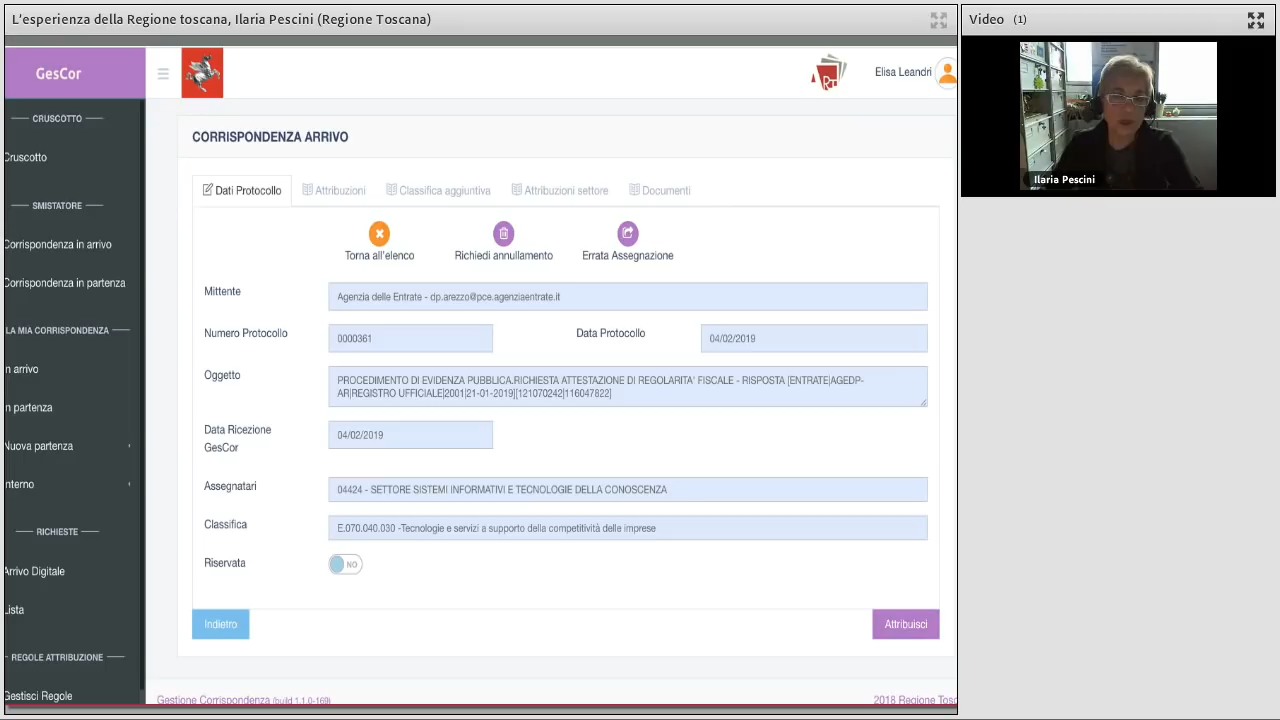 L'esperienza della Regione toscana, Ilaria Pescini (Regione Toscana)
Video (1)
Ilaria Pescini
GesCor
Elisa Leandri
CRUSCOTTO
Cruscotto
SMISTATORE
Corrispondenza in arrivo
Corrispondenza in partenza
LA MIA CORRISPONDENZA
n arrivo
n partenza
Nuova partenza
nterno
RICHIESTE
Arrivo Digitale
Lista
REGOLE ATTRIBUZIONE
Gestisci Regole
CORRISPONDENZA ARRIVO
Dati Protocollo
Attribuzioni
Classifica aggiuntiva
Attribuzioni settore
Documenti
Torna all'elenco
Richiedi annullamento
Errata Assegnazione
Mittente
Agenzia delle Entrate - dp.arezzo@pce.agenziaentrate.it
Numero Protocollo
0000361
Data Protocollo
04/02/2019
Oggetto
PROCEDIMENTO DI EVIDENZA PUBBLICA.RICHIESTA ATTESTAZIONE DI REGOLARITA' FISCALE - RISPOSTA [ENTRATE|AGEDP-
AR|REGISTRO UFFICIALE|2001|21-01-2019][121070242|116047822]
Data Ricezione
GesCor
04/02/2019
Assegnatari
04424 - SETTORE SISTEMI INFORMATIVI E TECNOLOGIE DELLA CONOSCENZA
Classifica
E.070.040.030 -Tecnologie e servizi a supporto della competitività delle imprese
Riservata
NO
Indietro
Attribuisci
Gestione Corrispondenza (build 1.1.0-169)
2018 Regione Tosc